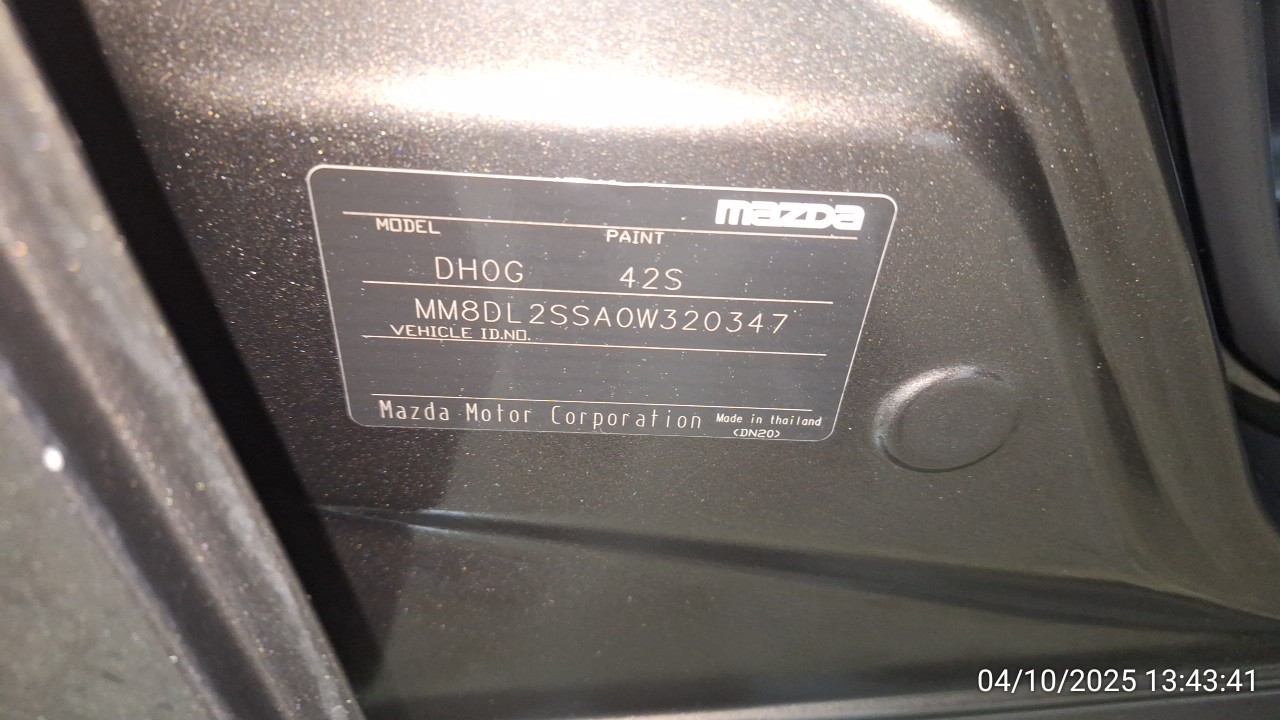 mazda
MODEL PAINT
DH0G 42S
MM8DL2SSA0W320347
VEHICLE ID.NO.
Mazda Motor Corporation Made in thailand
<DN20>
04/10/2025 13:43:41